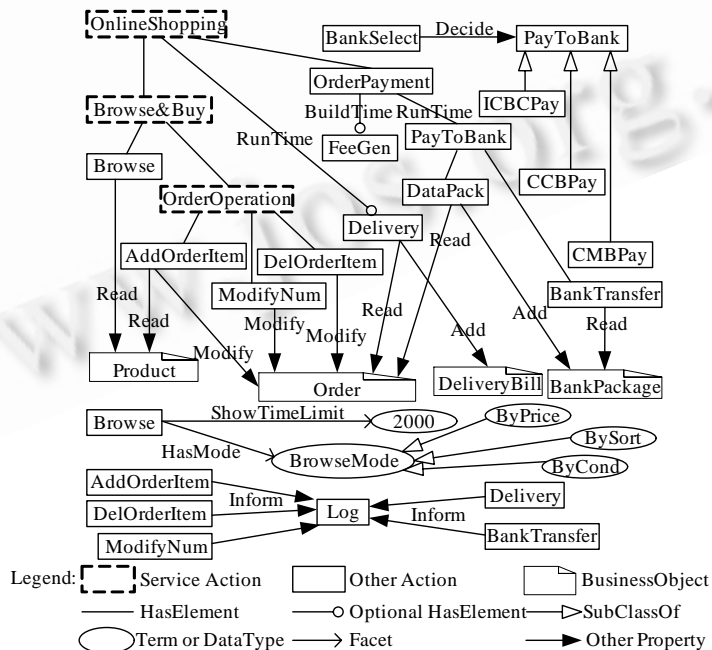 OnlineShopping
BankSelect
Decide
PayToBank
OrderPayment
ICBCPay
Browse&Buy
BuildTime
RunTime
RunTime
PayToBank
FeeGen
Browse
CCBPay
DataPack
OrderOperation
Delivery
Read
AddOrderItem
DelOrderItem
CMBPay
ModifyNum
BankTransfer
Read
Read
Modify
Modify
Modify
Read
Add
Add
Read
Product
Order
DeliveryBill
BankPackage
Browse
ShowTimeLimit
2000
ByPrice
HasMode
BrowseMode
BySort
ByCond
AddOrderItem
Inform
Delivery
DelOrderItem
Log
Inform
ModifyNum
BankTransfer
Legend:
Service Action
Other Action
BusinessObject
HasElement
Optional HasElement
SubClassOf
Term or DataType
Facet
Other Property